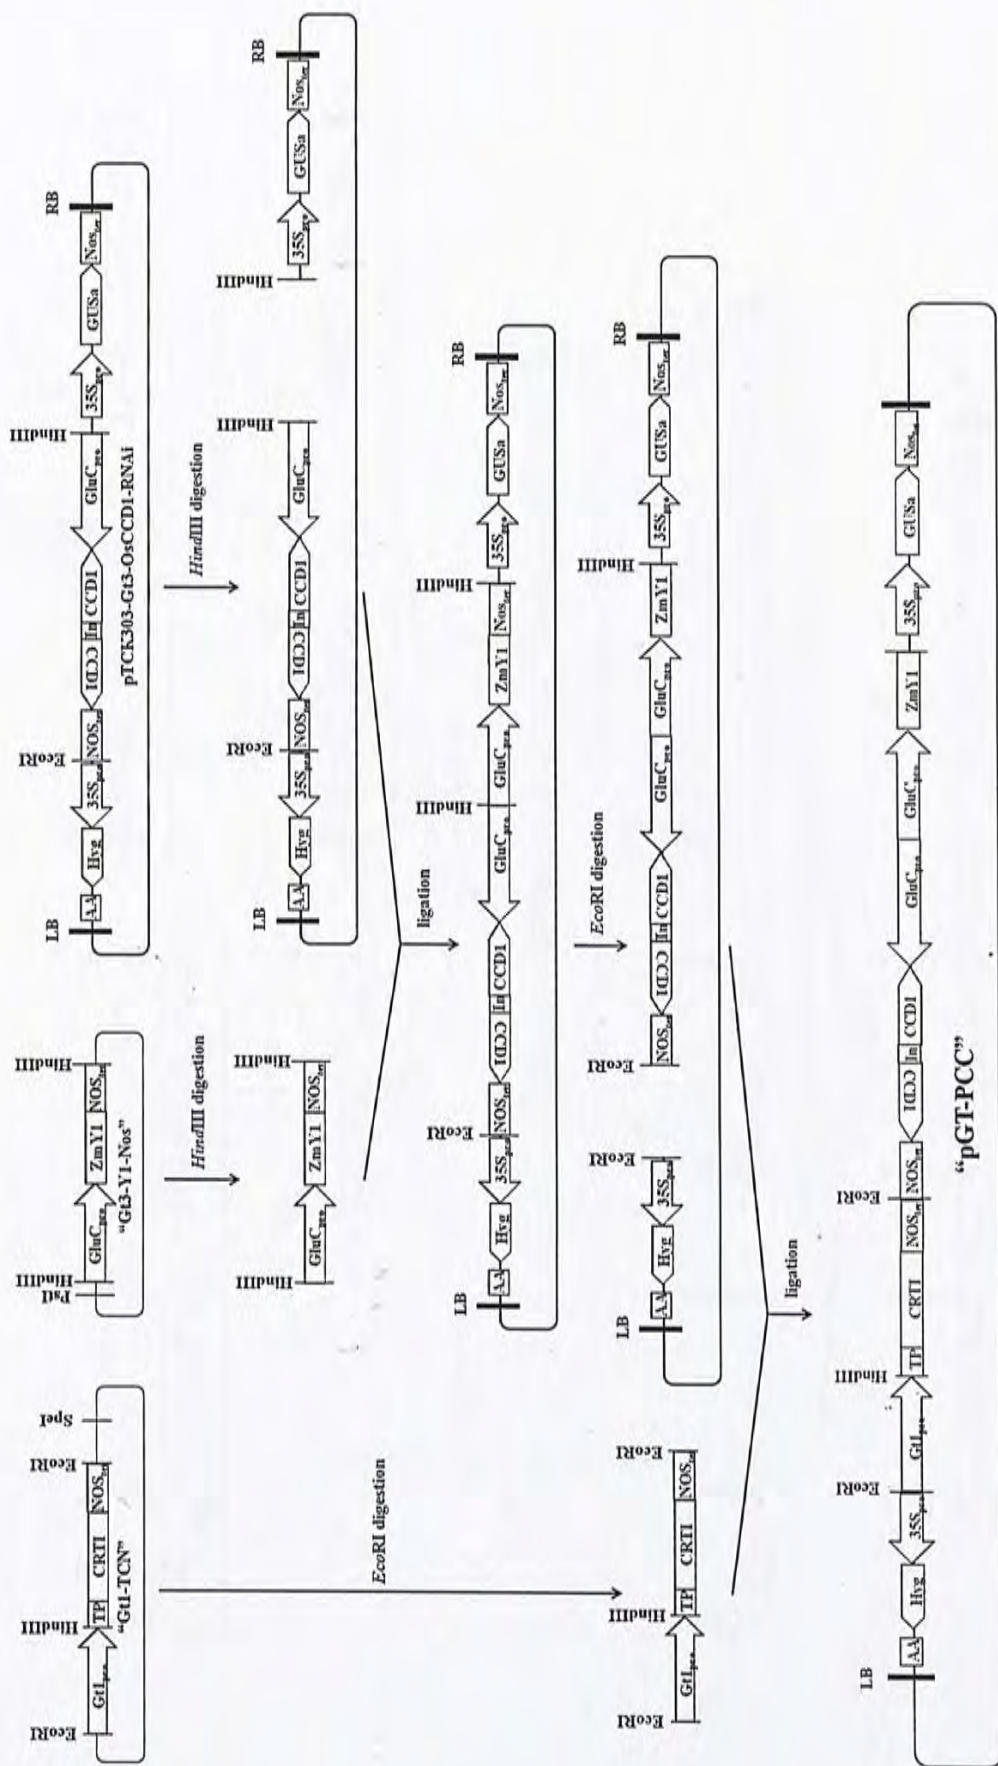 EcoRI HindIII EcoRI SpeI
Gt1pro TP CRTI NOSter
"Gt1-TCN"
PstI HindIII HindIII
GluCpro ZmY1 NOSter
"Gt3-Y1-Nos"
LB EcoRI HindIII RB
AA Hyg 35Spro NOSter CCD1 In CCD1 GluCpro 35Spro GUSa Noster
pTCK303-Gt3-OsCCD1-RNAi
HindIII digestion
HindIII digestion
HindIII HindIII
GluCpro ZmY1 NOSter
LB EcoRI HindIII HindIII RB
AA Hyg 35Spro NOSter CCD1 In CCD1 GluCpro 35Spro GUSa Noster
ligation
EcoRI digestion
LB EcoRI HindIII HindIII RB
AA Hyg 35Spro NOSter CCD1 In CCD1 GluCpro GluCpro ZmY1 Noster 35Spro GUSa Noster
EcoRI digestion
EcoRI HindIII EcoRI
Gt1pro TP CRTI NOSter
LB EcoRI EcoRI HindIII RB
AA Hyg 35Spro NOSter CCD1 In CCD1 GluCpro GluCpro ZmY1 35Spro GUSa Noster
ligation
LB EcoRI HindIII EcoRI
AA Hyg 35Spro Gt1pro TP CRTI NOSter NOSter CCD1 In CCD1 GluCpro GluCpro ZmY1 35Spro GUSa Noster
"pGT-PCC"